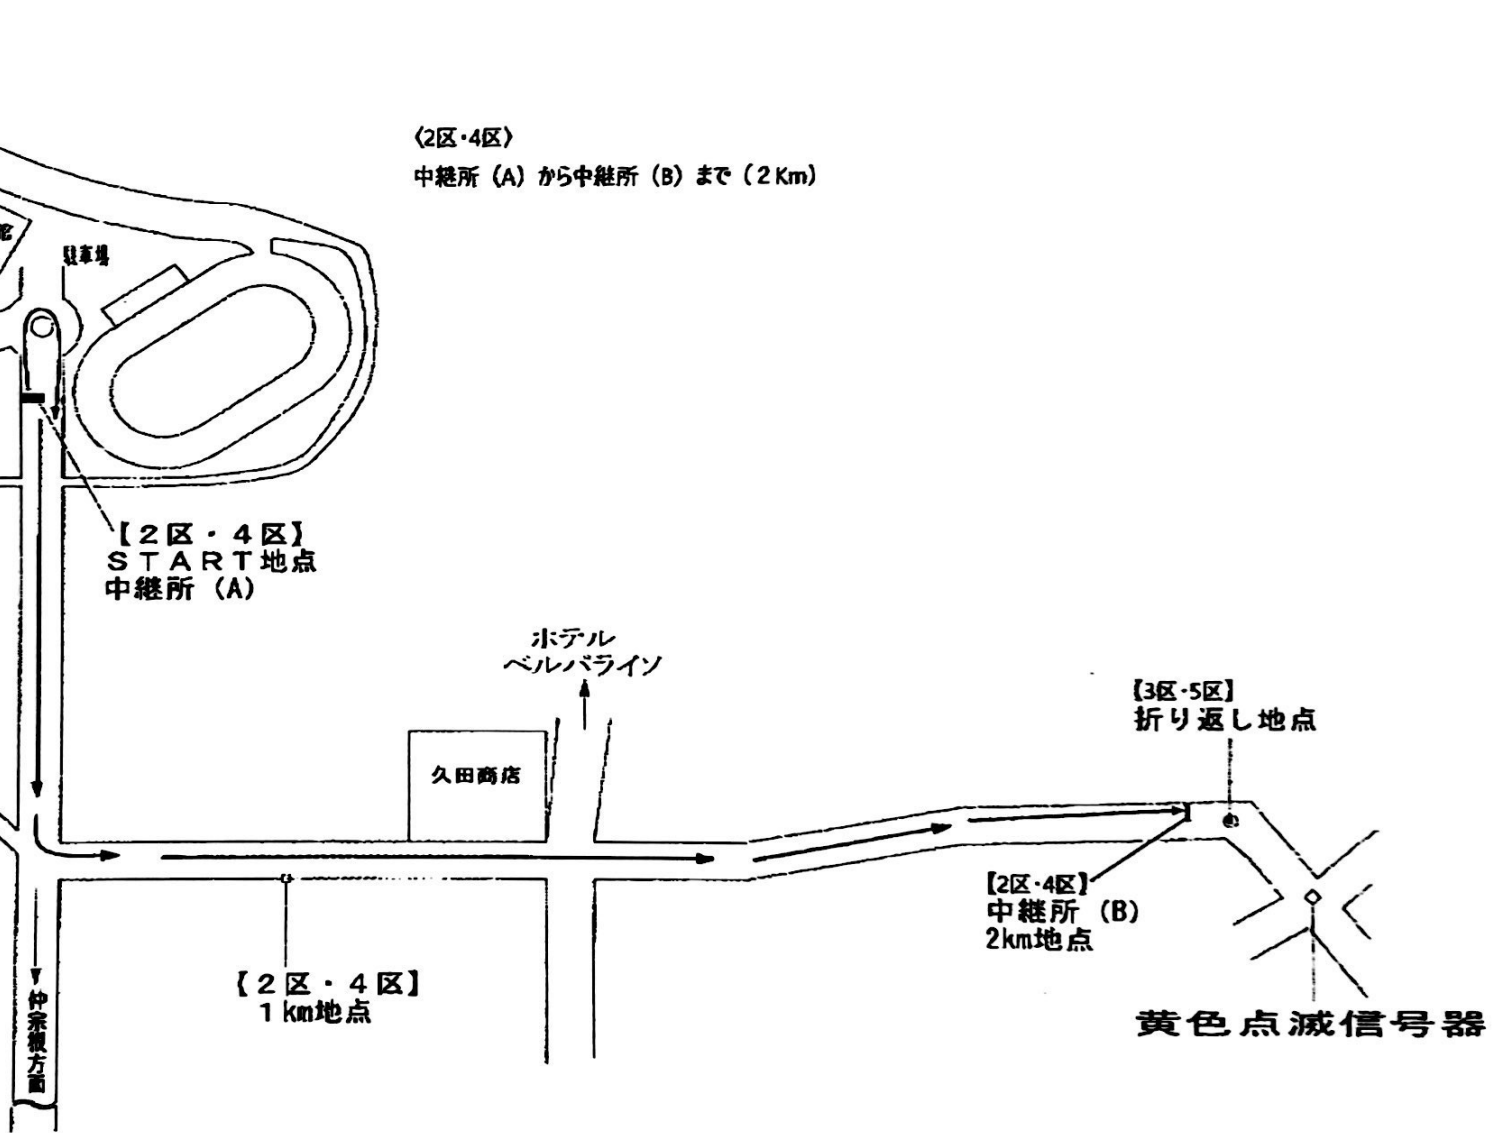 〈2区・4区〉
中継所（A）から中継所（B）まで（2Km）
駐車場
【2区・4区】
START地点
中継所（A）
ホテル
ベルパライソ
久田商店
【3区・5区】
折り返し地点
【2区・4区】
中継所（B）
2km地点
【2区・4区】
1km地点
仲宗根方面
黄色点滅信号器